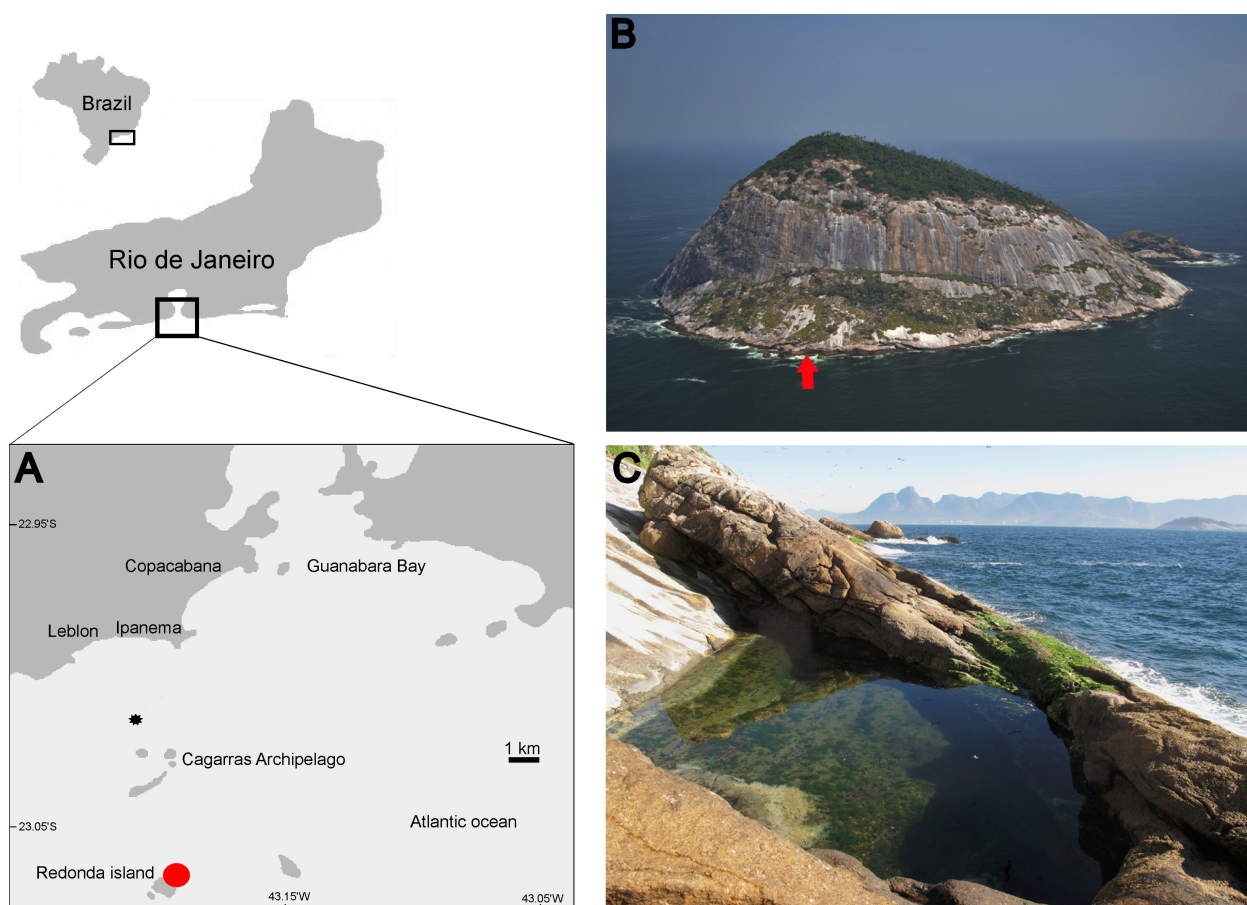 Brazil
Rio de Janeiro
A
22.95'S
Copacabana
Guanabara Bay
Leblon
Ipanema
1 km
Cagarras Archipelago
23.05'S
Atlantic ocean
Redonda island
43.15'W
43.05'W
B
C